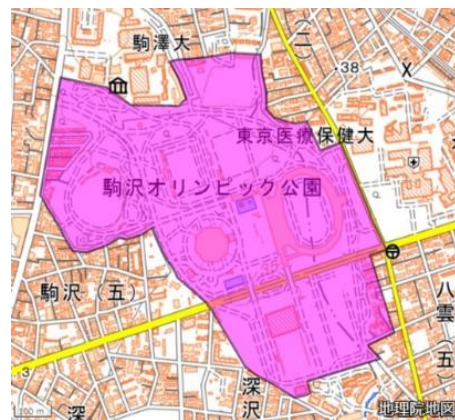 駒澤大
(二)
・38
東京医療保健大
駒沢オリンピック公園
駒沢(五)
八雲(五)
深沢
・3
深
100 m
地理院地図